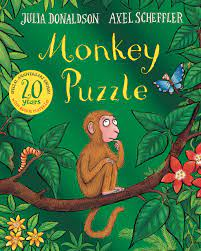 JULIA DONALDSON AXEL SCHEFFLER
Monkey
Puzzle
20
years